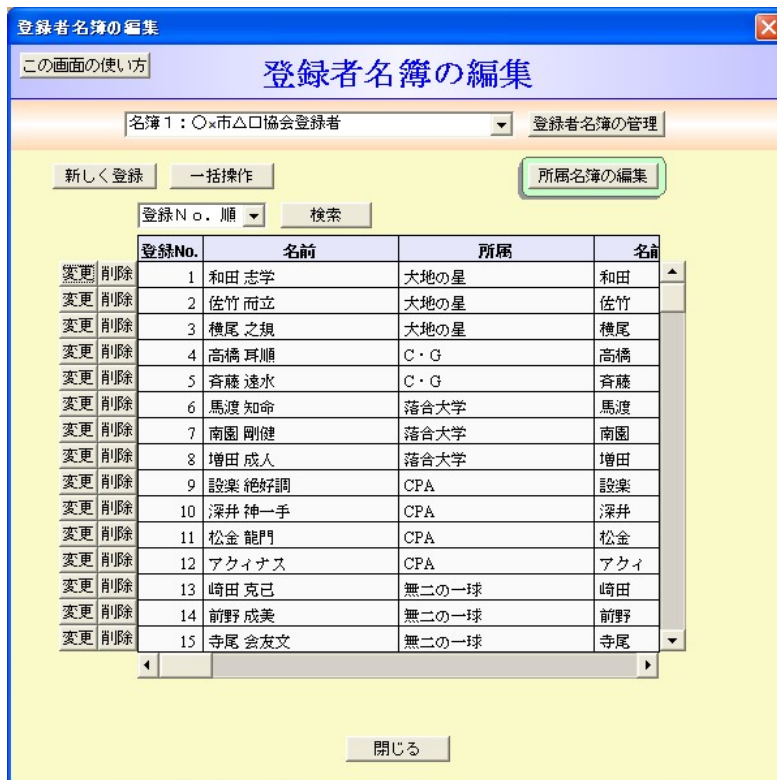 登録者名簿の編集
この画面の使い方
登録者名簿の編集
名簿1：○×市△口協会登録者 登録者名簿の管理
新しく登録 一括操作 所属名簿の編集
登録Ｎｏ．順 検索
登録No. 名前 所属 名前
変更 削除 1 和田 志学 大地の星 和田
変更 削除 2 佐竹 而立 大地の星 佐竹
変更 削除 3 横尾 之規 大地の星 横尾
変更 削除 4 高橋 耳順 C・G 高橋
変更 削除 5 斉藤 遠水 C・G 斉藤
変更 削除 6 馬渡 知命 落合大学 馬渡
変更 削除 7 南園 剛健 落合大学 南園
変更 削除 8 増田 成人 落合大学 増田
変更 削除 9 設楽 絶好調 CPA 設楽
変更 削除 10 深井 神一手 CPA 深井
変更 削除 11 松金 龍門 CPA 松金
変更 削除 12 アクィナス CPA アクィ
変更 削除 13 崎田 克己 無二の一球 崎田
変更 削除 14 前野 成美 無二の一球 前野
変更 削除 15 寺尾 会友文 無二の一球 寺尾
閉じる